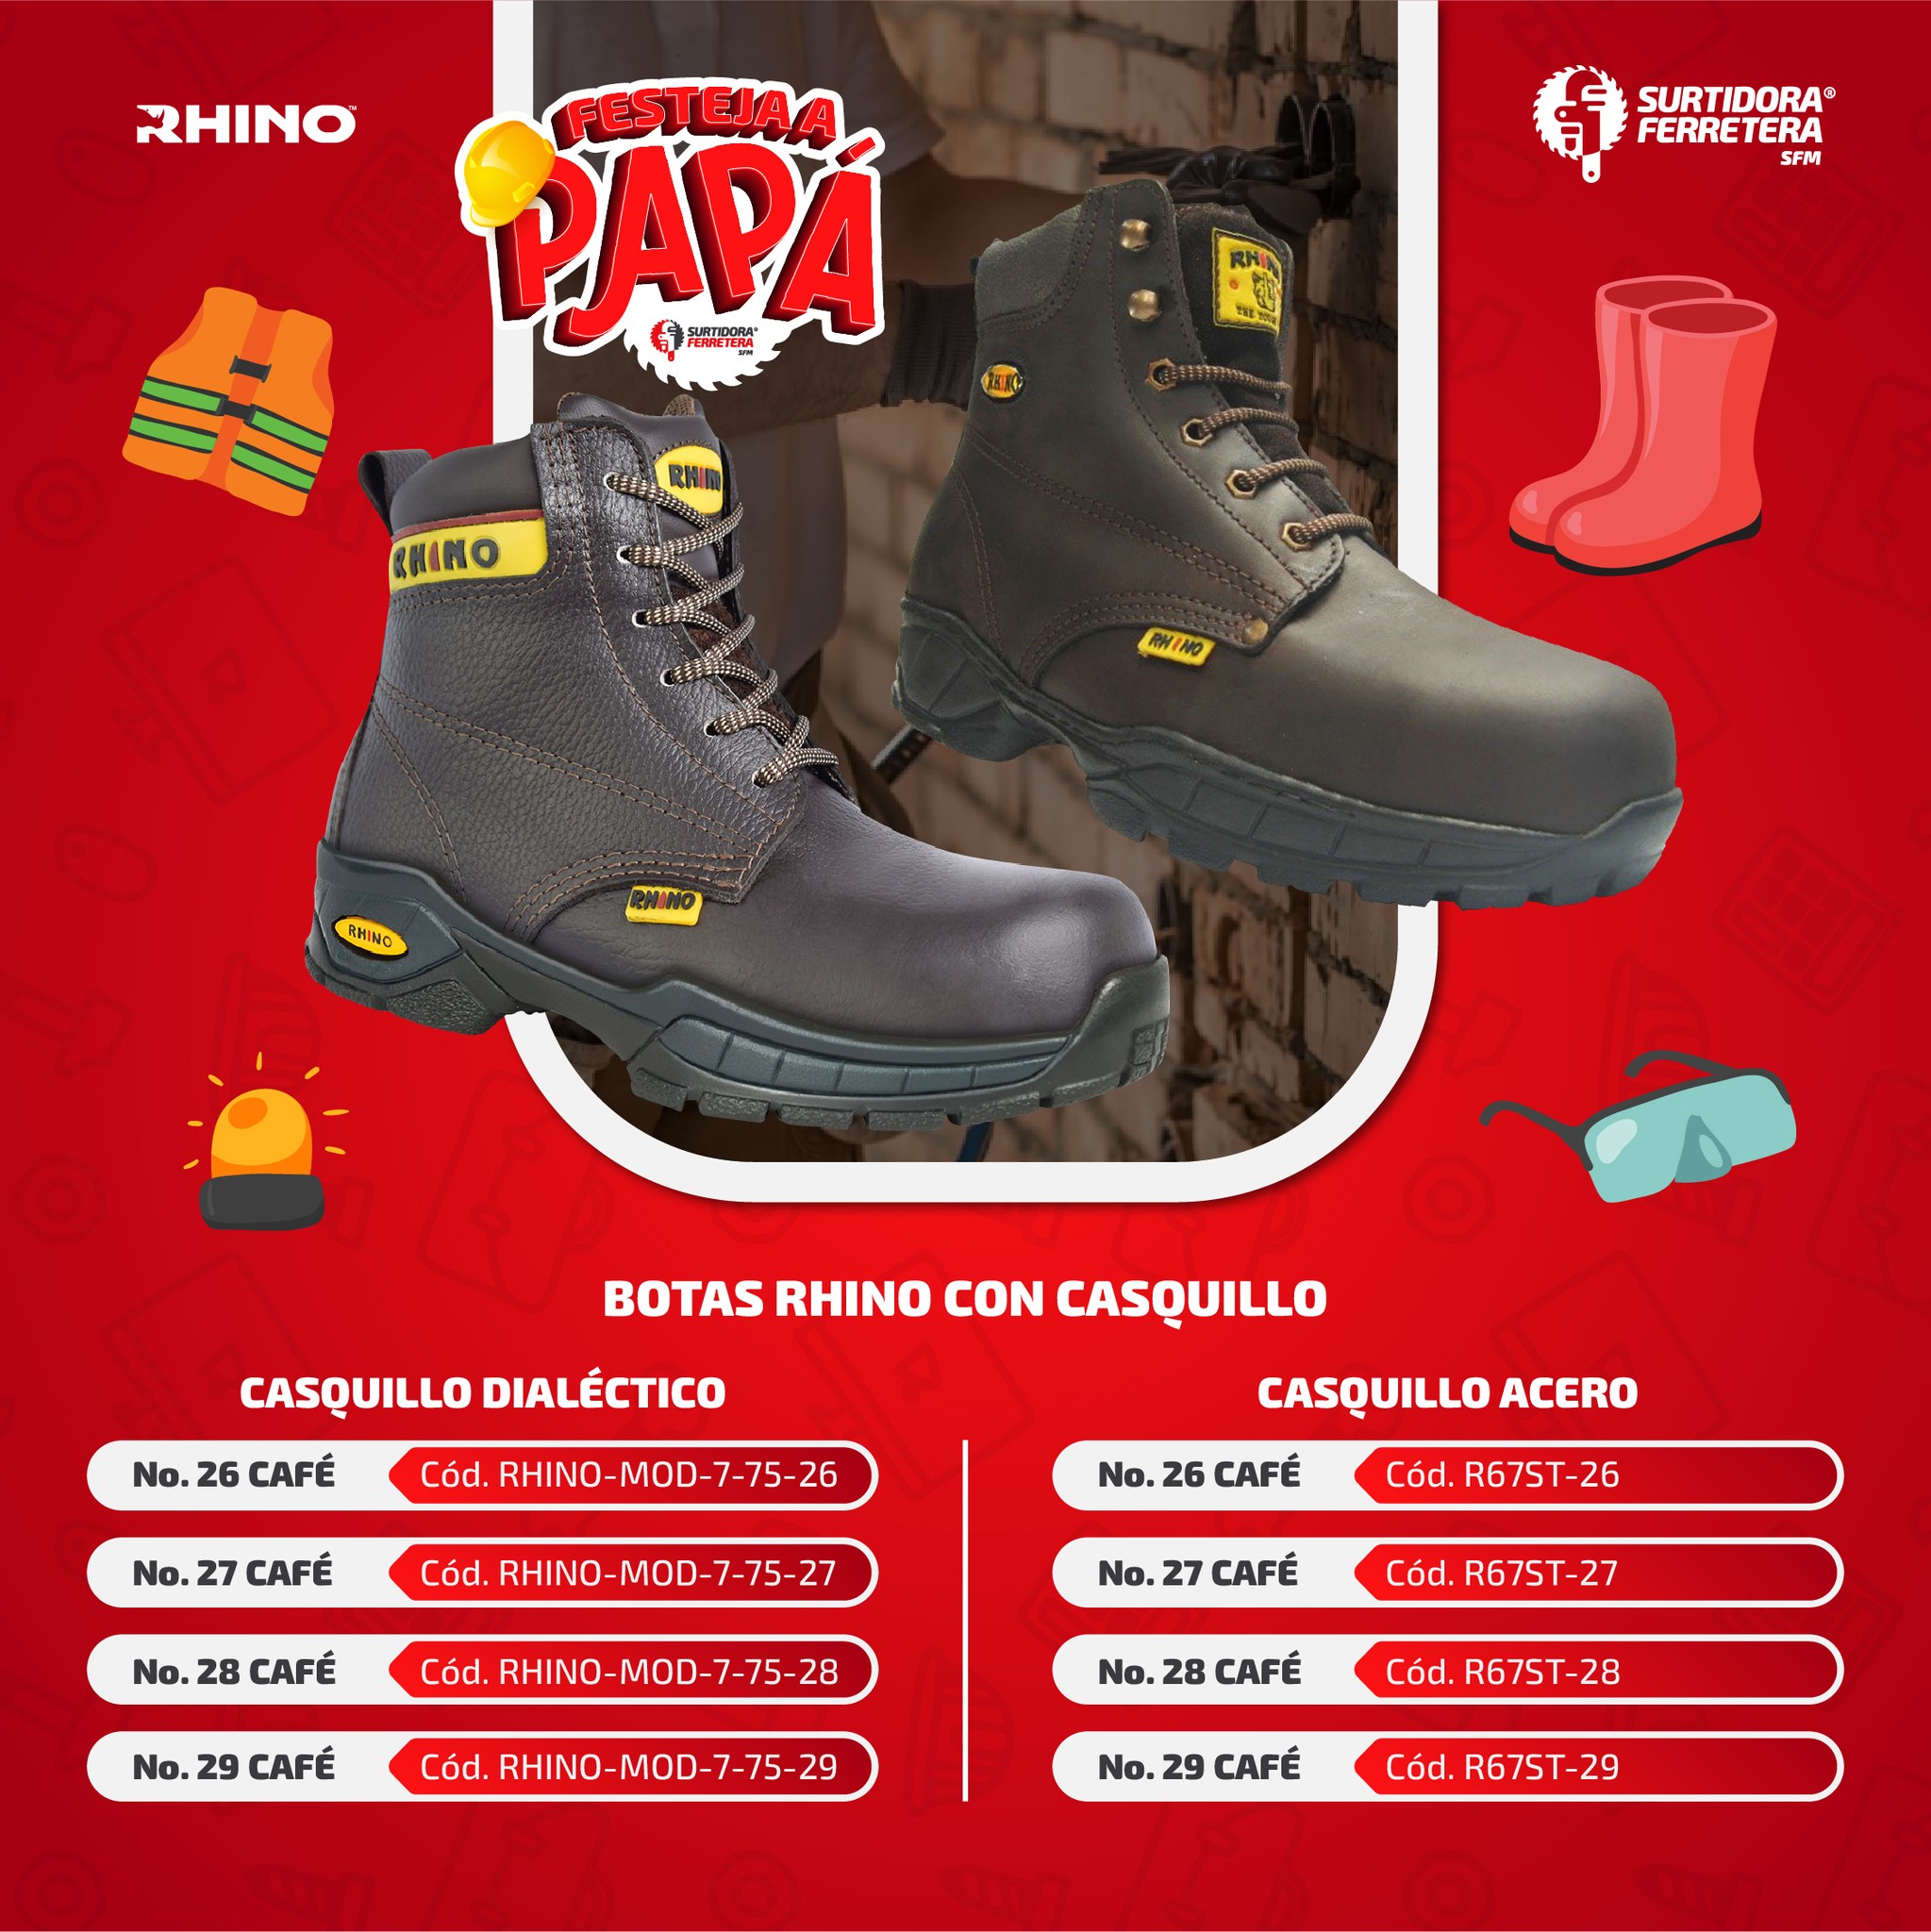 RHINO™
FESTEJA A
PAPÁ
SURTIDORA®
FERRETERA
SFM
SURTIDORA®
FERRETERA
SFM
RHINO
RHINO
RHINO
RHINO
RHINO
RHINO
RHINO
BOTAS RHINO CON CASQUILLO
CASQUILLO DIALÉCTICO
No. 26 CAFÉ Cód. RHINO-MOD-7-75-26
No. 27 CAFÉ Cód. RHINO-MOD-7-75-27
No. 28 CAFÉ Cód. RHINO-MOD-7-75-28
No. 29 CAFÉ Cód. RHINO-MOD-7-75-29
CASQUILLO ACERO
No. 26 CAFÉ Cód. R67ST-26
No. 27 CAFÉ Cód. R67ST-27
No. 28 CAFÉ Cód. R67ST-28
No. 29 CAFÉ Cód. R67ST-29